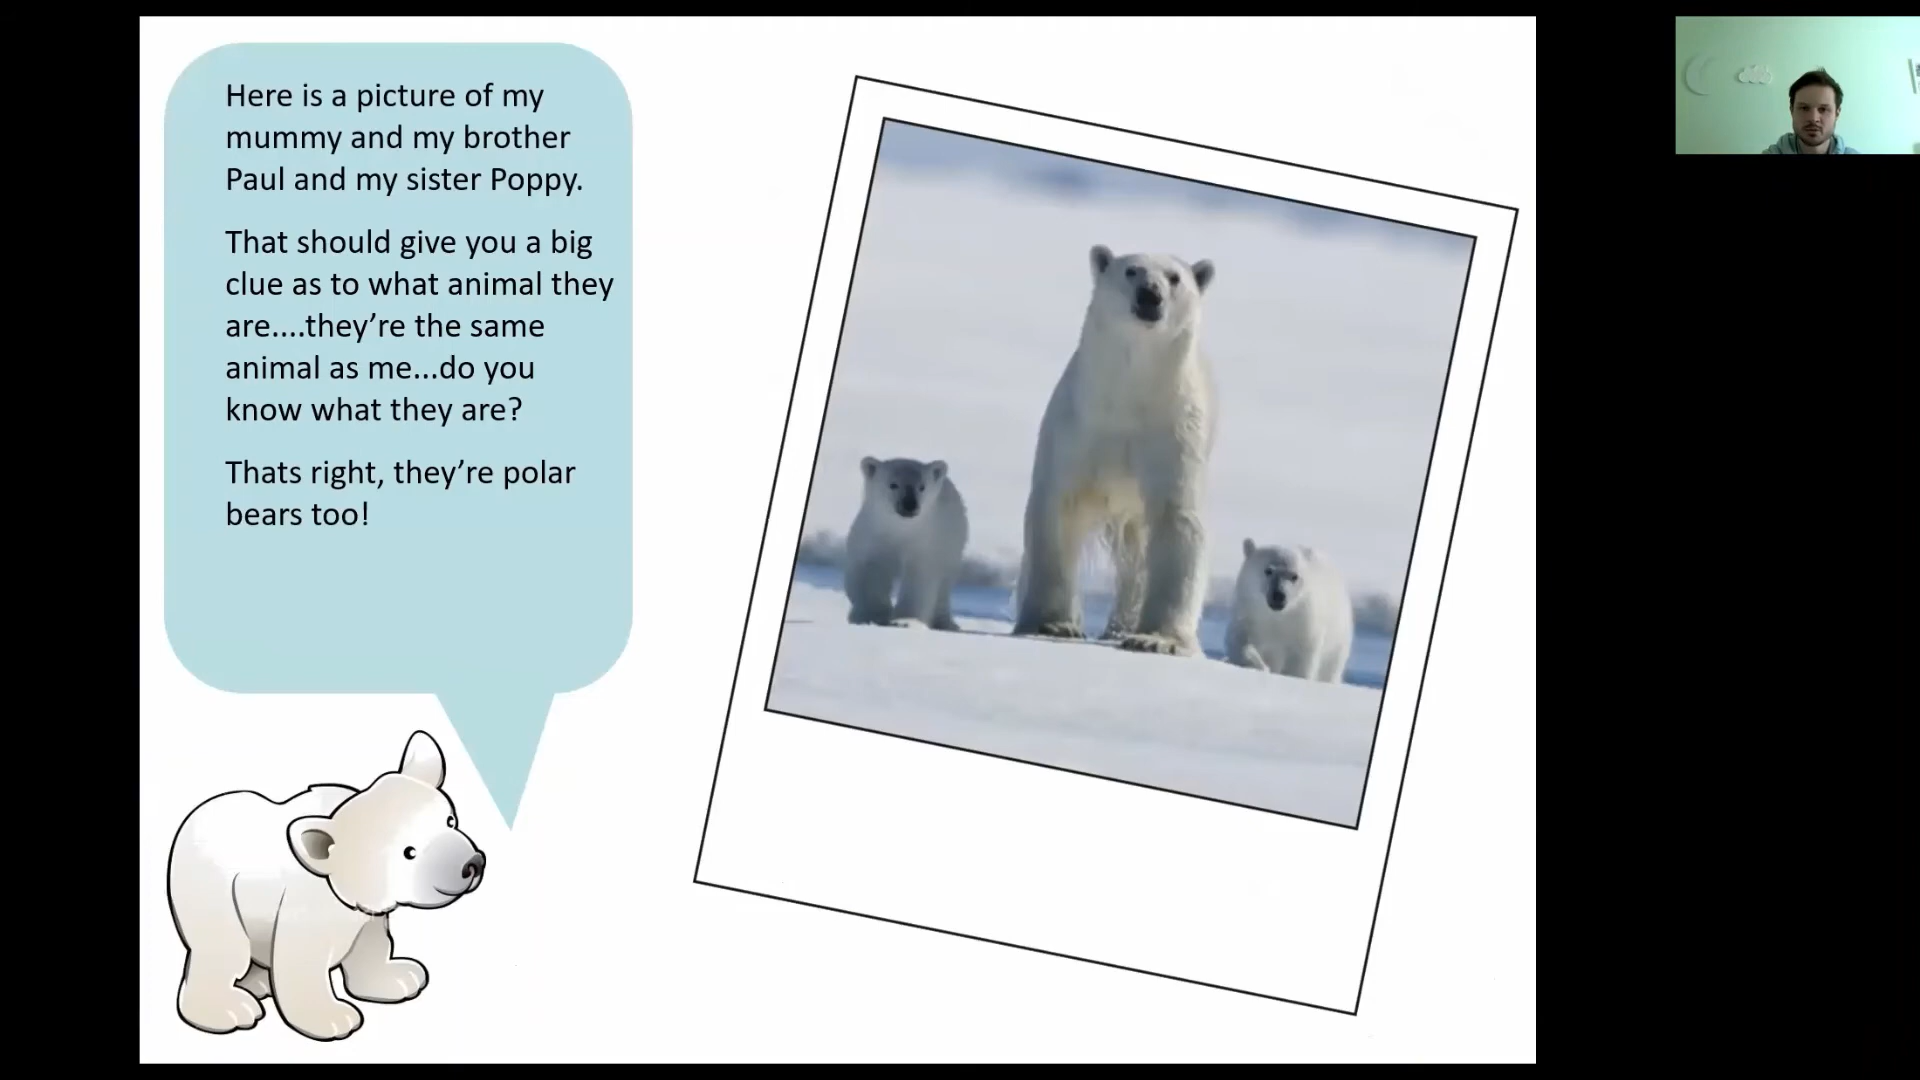 Here is a picture of my
mummy and my brother
Paul and my sister Poppy.
That should give you a big
clue as to what animal they
are....they’re the same
animal as me...do you
know what they are?
Thats right, they’re polar
bears too!